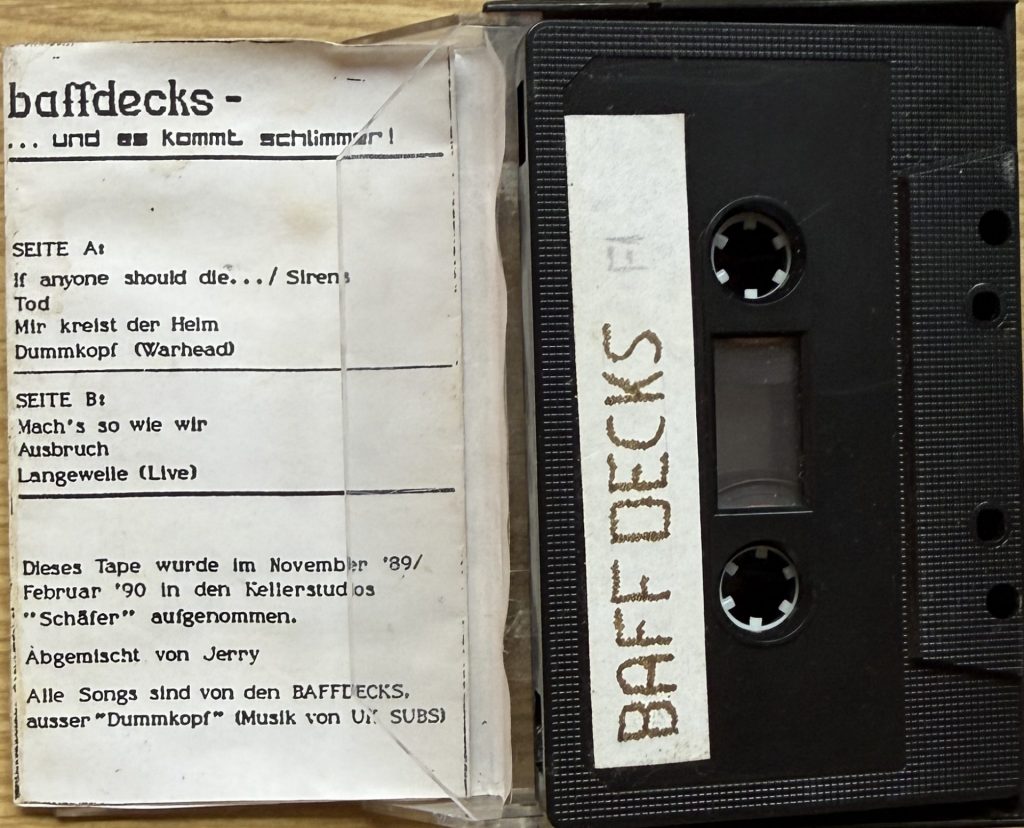 baffdecks -
... und es kommt schlimmer!
SEITE A:
If anyone should die.../ Sirens
Tod
Mir kreist der Helm
Dummkopf (Warhead)
SEITE B:
Mach's so wie wir
Ausbruch
Langeweile (Live)
Dieses Tape wurde im November '89/
Februar '90 in den Kellerstudios
"Schäfer" aufgenommen.
Abgemischt von Jerry
Alle Songs sind von den BAFFDECKS,
ausser "Dummkopf" (Musik von UK SUBS)
BAFF DECKS